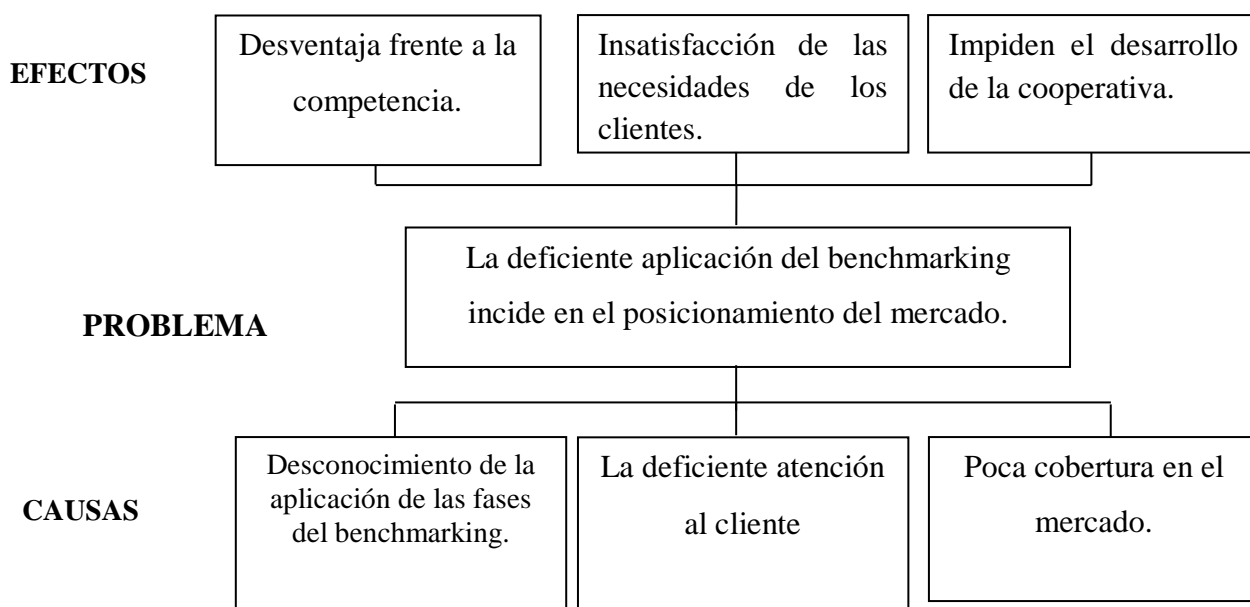 EFECTOS
Desventaja frente a la
competencia.
Insatisfacción de las
necesidades de los
clientes.
Impiden el desarrollo
de la cooperativa.
PROBLEMA
La deficiente aplicación del benchmarking
incide en el posicionamiento del mercado.
CAUSAS
Desconocimiento de la
aplicación de las fases
del benchmarking.
La deficiente atención
al cliente
Poca cobertura en el
mercado.